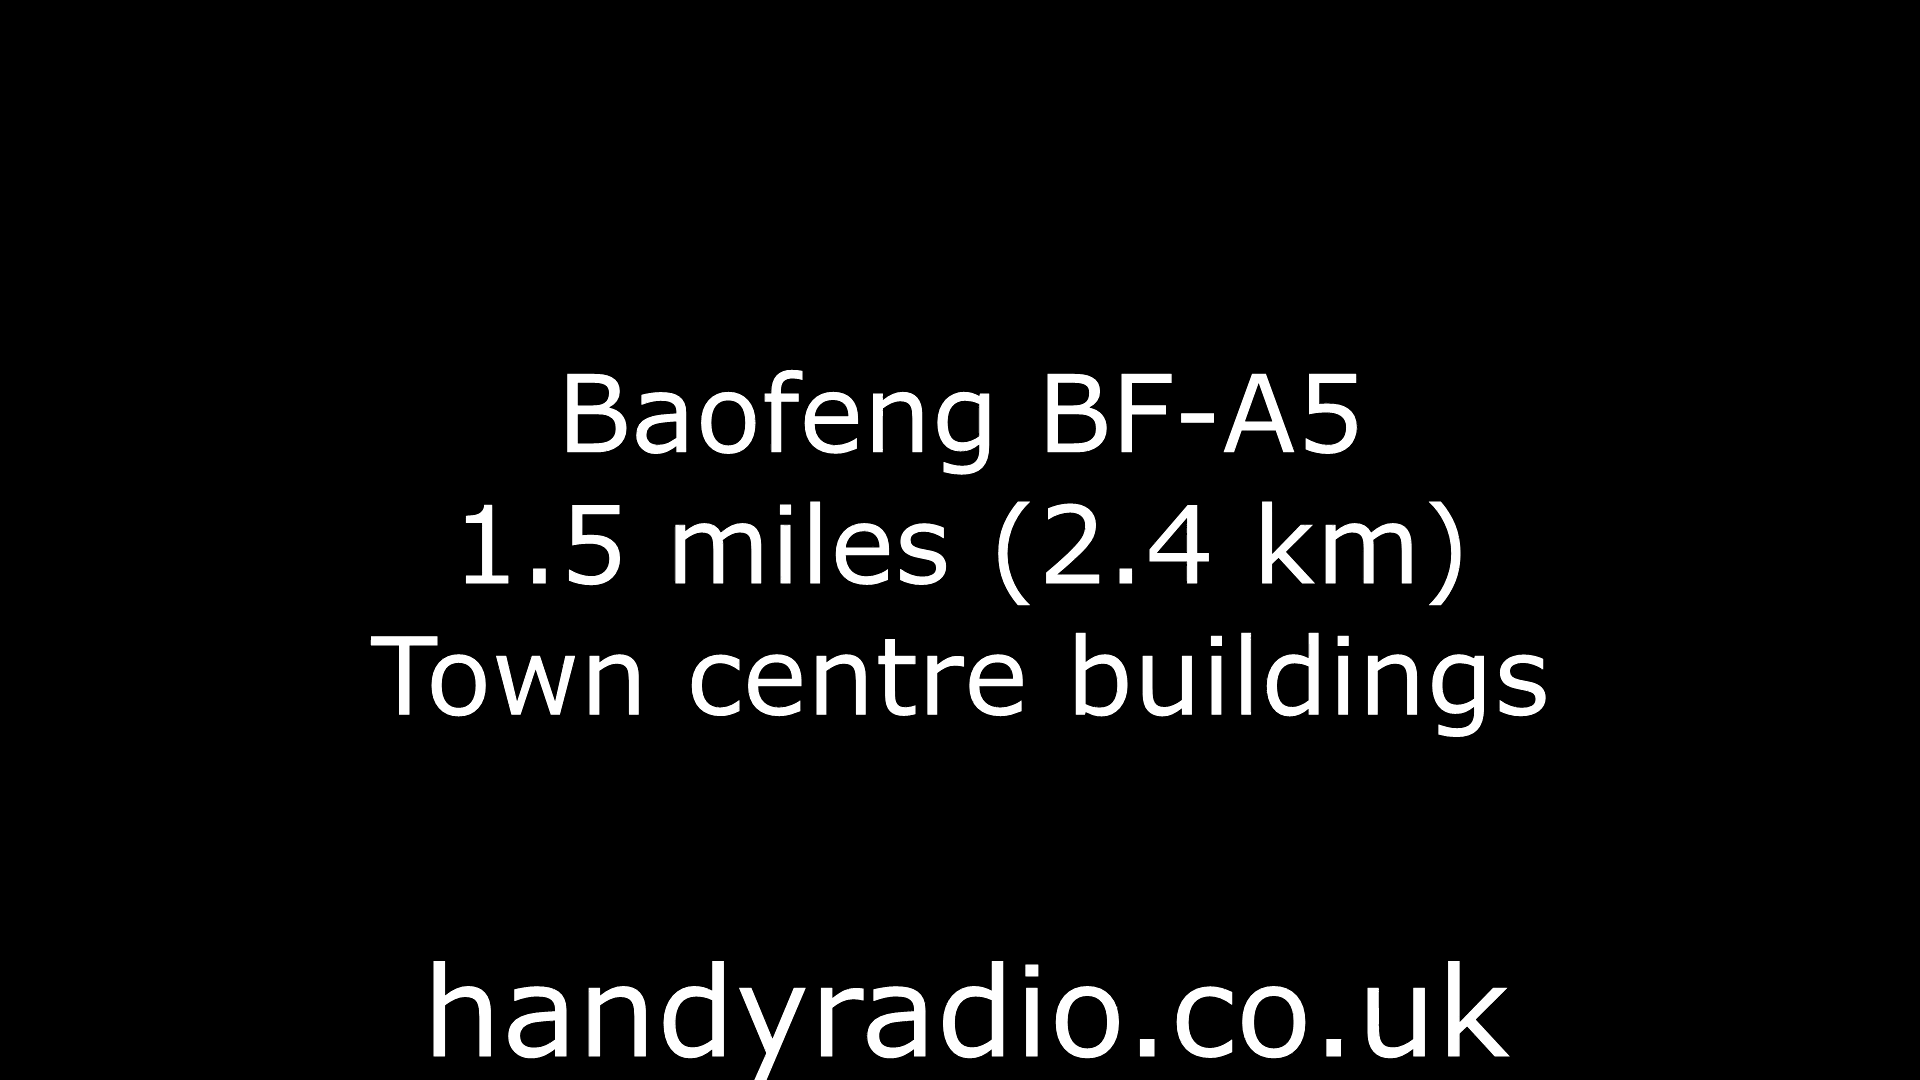 Baofeng BF-A5
1.5 miles (2.4 km)
Town centre buildings
handyradio.co.uk